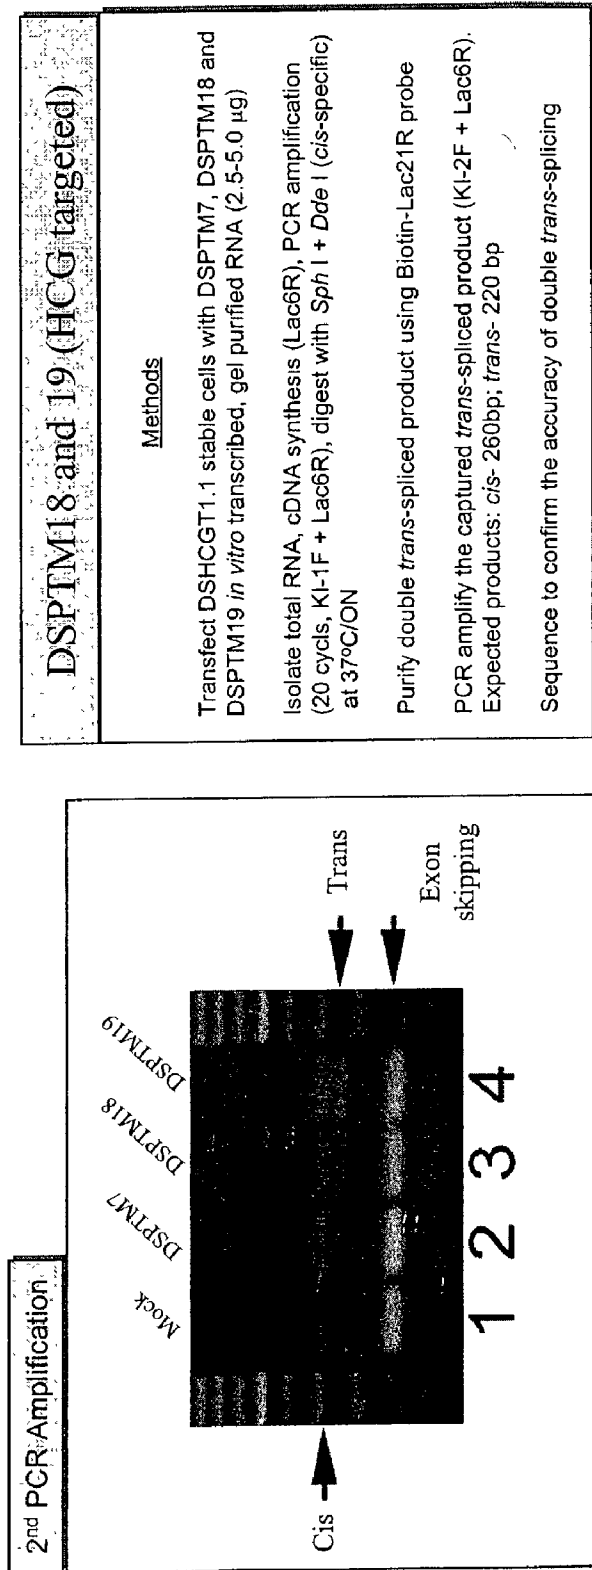 DSPTM18 and 19 (HCG targeted)
Methods
Transfect DSHCGT1.1 stable cells with DSPTM7, DSPTM18 and
DSPTM19 in vitro transcribed, gel purified RNA (2.5-5.0 µg)
Isolate total RNA, cDNA synthesis (Lac6R), PCR amplification
(20 cycls, KI-1F + Lac6R), digest with Sph I + Dde I (cis-specific)
at 37ºC/ON
Purify double trans-spliced product using Biotin-Lac21R probe
PCR amplify the captured trans-spliced product (KI-2F + Lac6R).
Expected products: cis- 260bp; trans- 220 bp
Sequence to confirm the accuracy of double trans-splicing
2nd PCR Amplification
Mock
DSPTM7
DSPTM18
DSPTM19
Cis
Trans
Exon
skipping
1 2 3 4